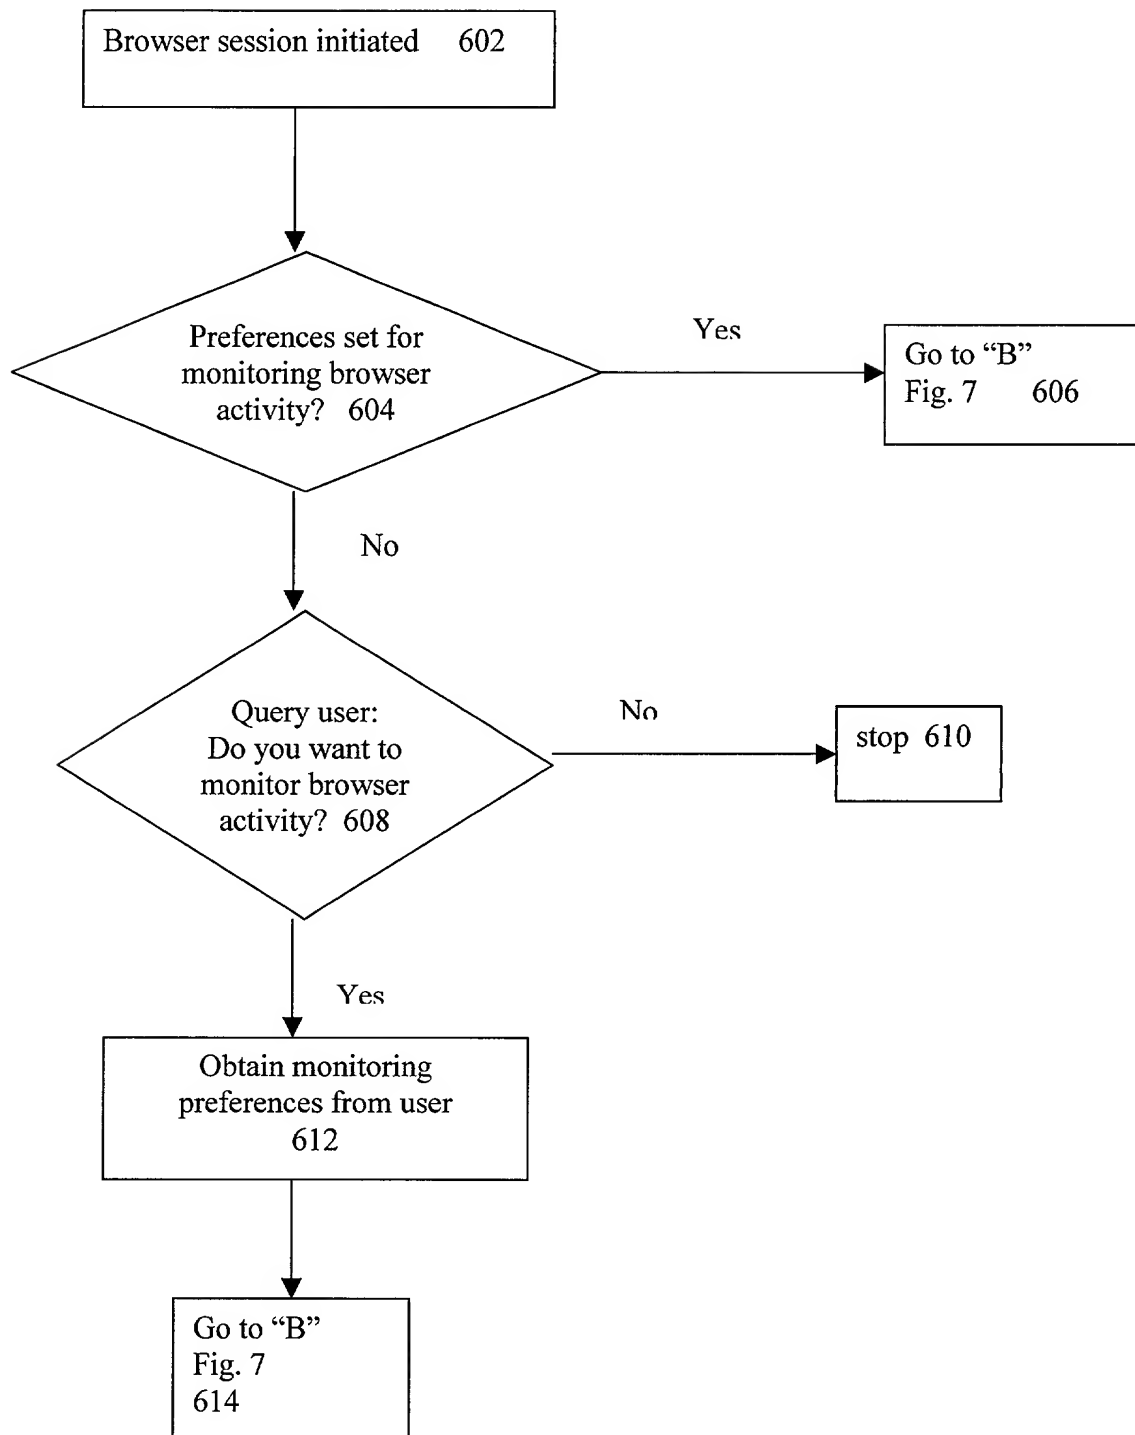 Browser session initiated 602
Preferences set for
monitoring browser
activity? 604
Yes
Go to “B”
Fig. 7 606
No
Query user:
Do you want to
monitor browser
activity? 608
No
stop 610
Yes
Obtain monitoring
preferences from user
612
Go to “B”
Fig. 7
614